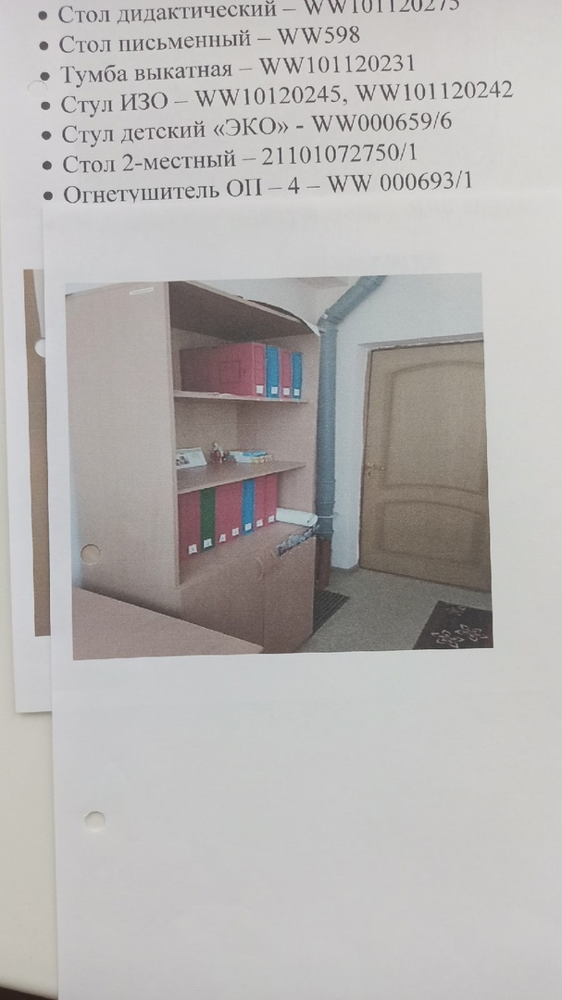 • Стол дидактический – WW101120275
• Стол письменный – WW598
• Тумба выкатная – WW101120231
• Стул ИЗО – WW10120245, WW101120242
• Стул детский «ЭКО» - WW000659/6
• Стол 2-местный – 21101072750/1
• Огнетушитель ОП – 4 – WW 000693/1